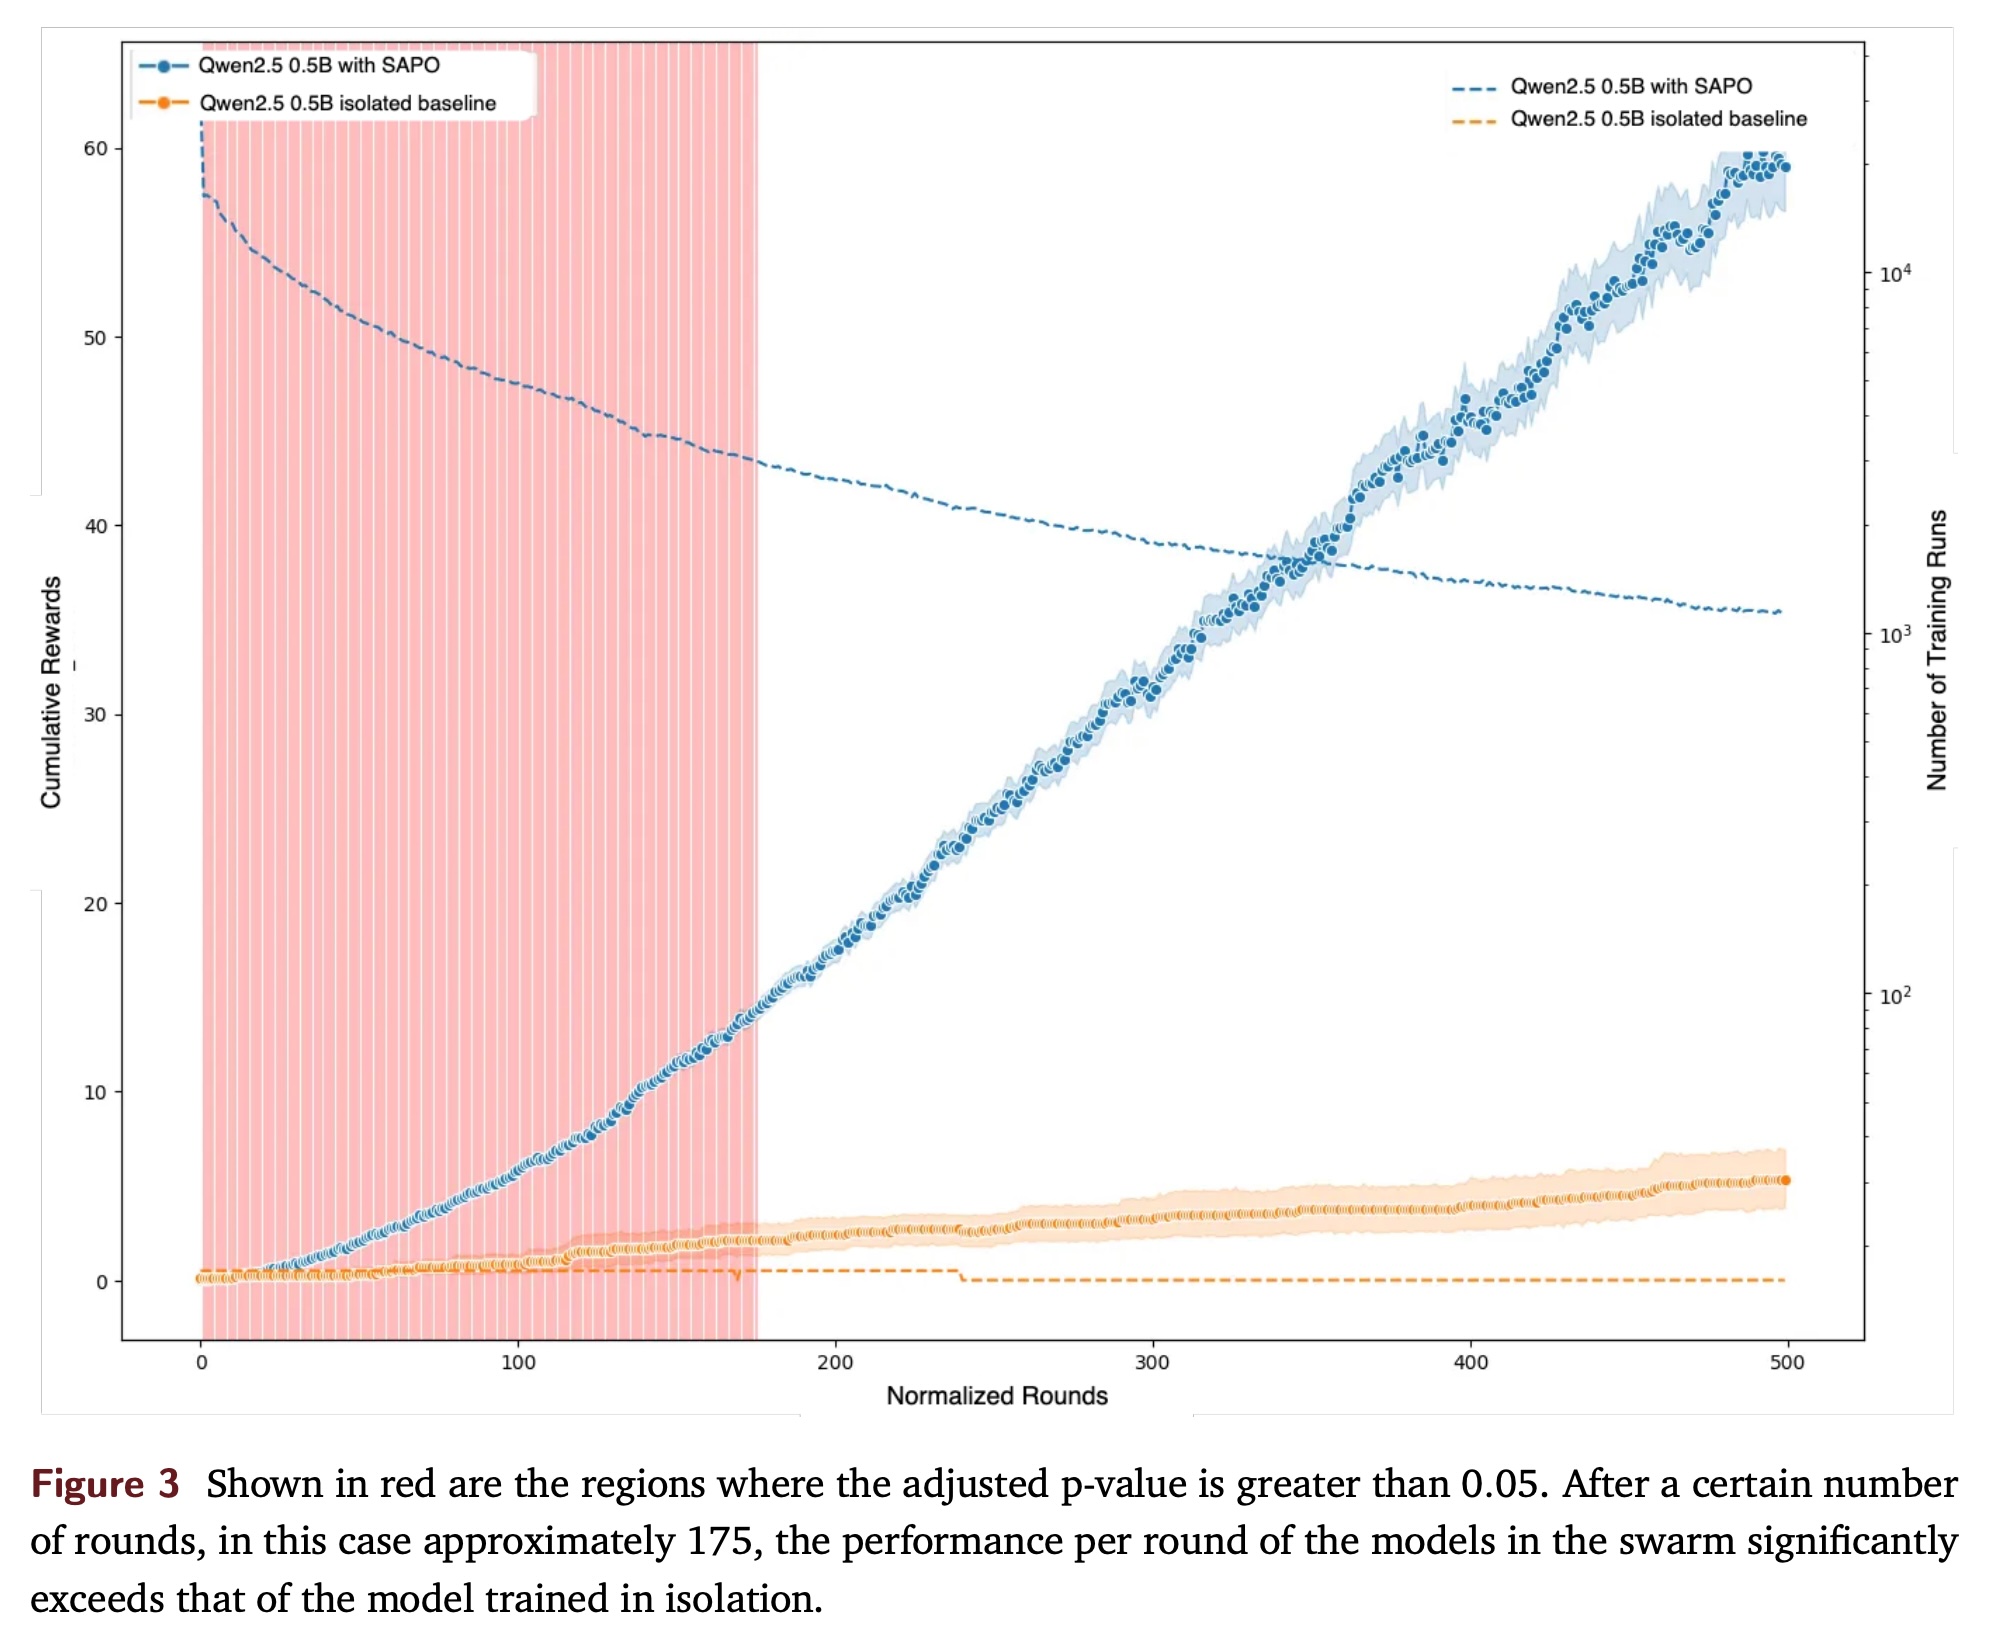 Qwen2.5 0.5B with SAPO
Qwen2.5 0.5B isolated baseline
Qwen2.5 0.5B with SAPO
Qwen2.5 0.5B isolated baseline
60
50
40
30
20
10
0
Cumulative Rewards
10⁴
10³
10²
Number of Training Runs
0 100 200 300 400 500
Normalized Rounds
Figure 3 Shown in red are the regions where the adjusted p-value is greater than 0.05. After a certain number
of rounds, in this case approximately 175, the performance per round of the models in the swarm significantly
exceeds that of the model trained in isolation.